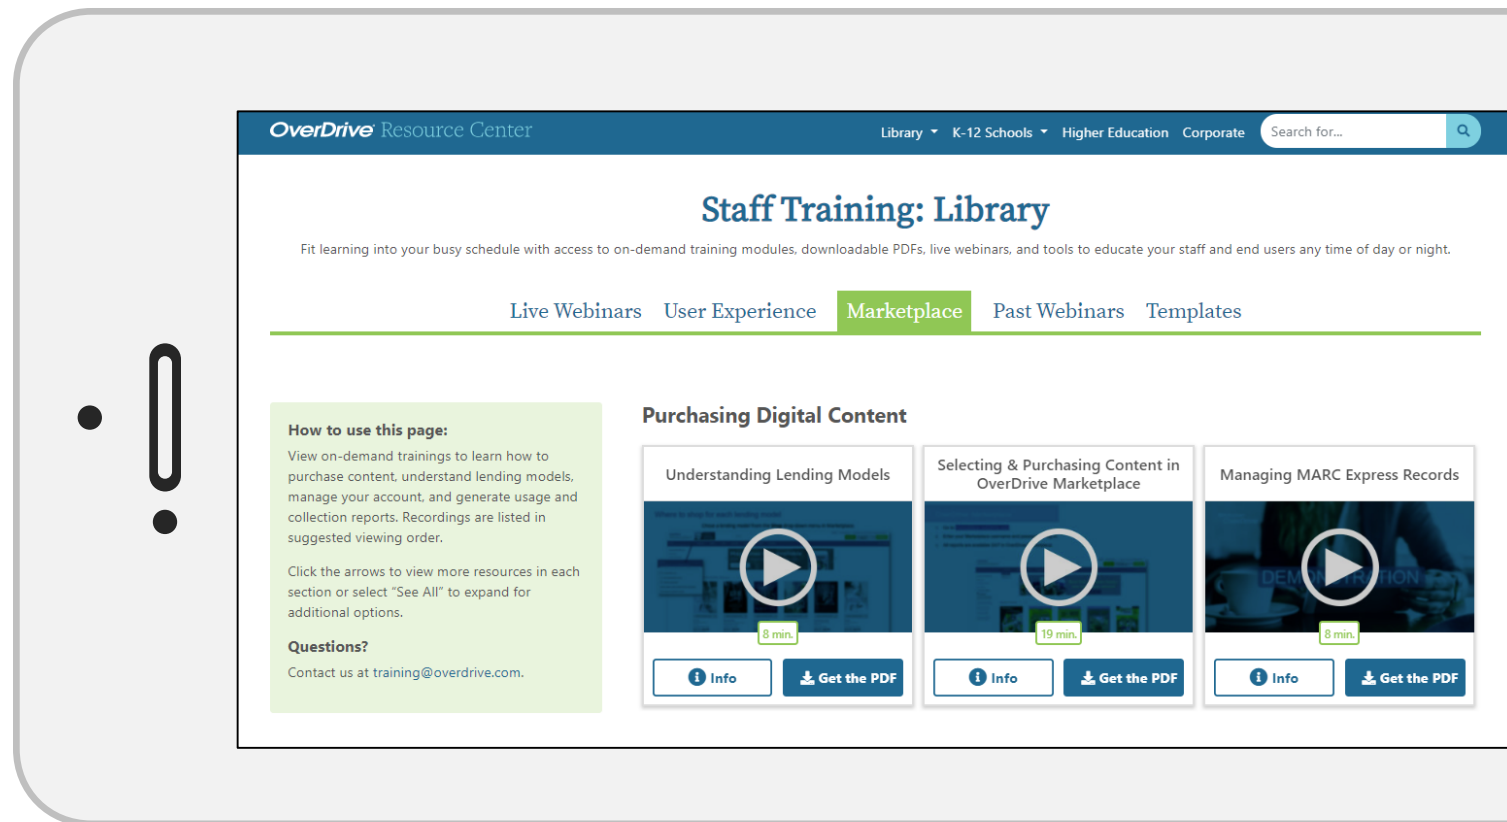 OverDrive Resource Center
Library K-12 Schools Higher Education Corporate Search for...
Staff Training: Library
Fit learning into your busy schedule with access to on-demand training modules, downloadable PDFs, live webinars, and tools to educate your staff and end users any time of day or night.
Live Webinars User Experience Marketplace Past Webinars Templates
How to use this page:
View on-demand trainings to learn how to
purchase content, understand lending models,
manage your account, and generate usage and
collection reports. Recordings are listed in
suggested viewing order.
Click the arrows to view more resources in each
section or select “See All” to expand for
additional options.
Questions?
Contact us at training@overdrive.com.
Purchasing Digital Content
Understanding Lending Models
8 min.
Info Get the PDF
Selecting & Purchasing Content in
OverDrive Marketplace
19 min.
Info Get the PDF
Managing MARC Express Records
DEMONSTRATION
8 min.
Info Get the PDF